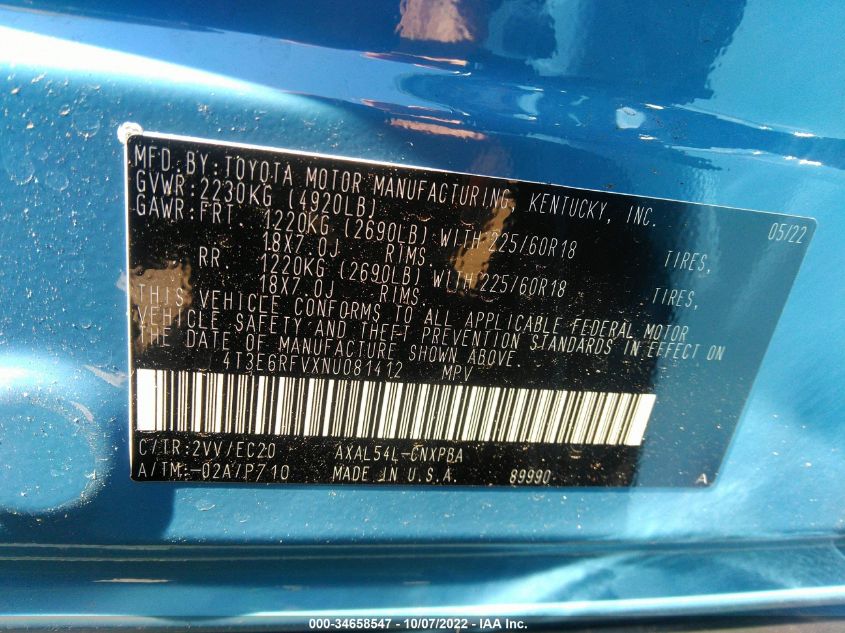 MFD.BY:TOYOTA MOTOR MANUFACTURING, KENTUCKY, INC. 05/22
GVWR:2230KG (4920LB)
GAWR:FRT. 1220KG (2690LB) WITH 225/60R18 TIRES,
18X7.0J RIMS,
RR. 1220KG (2690LB) WITH 225/60R18 TIRES,
18X7.0J RIMS.
THIS VEHICLE CONFORMS TO ALL APPLICABLE FEDERAL MOTOR
VEHICLE SAFETY AND THEFT PREVENTION STANDARDS IN EFFECT ON
THE DATE OF MANUFACTURE SHOWN ABOVE.
4T3E6RFVXNU081412 MPV
C/TR:2VV/EC20 AXAL54L-CNXPBA
A/TM:-02A/P710 MADE IN U.S.A. 89990 A
000-34658547 - 10/07/2022 - IAA Inc.